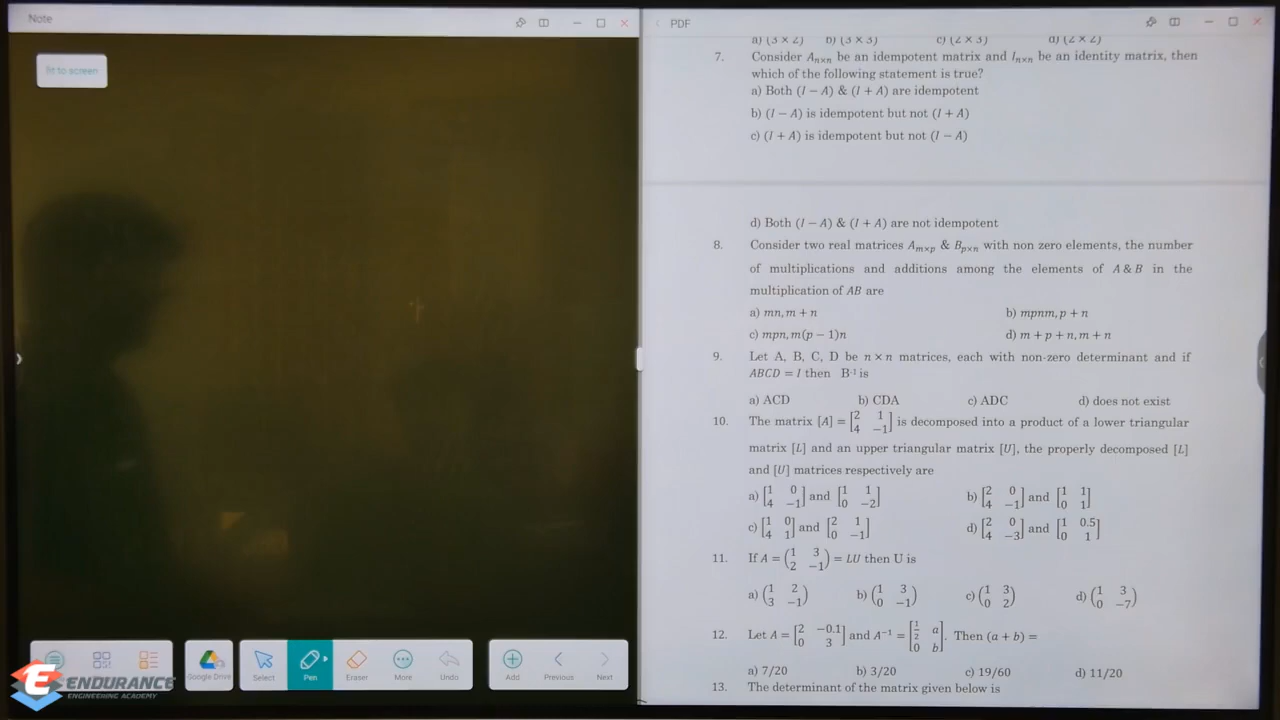 Note
PDF
fit to screen
a) (3 × 2) b) (3 × 3) c) (2 × 3) d) (2 × 2)
7. Consider Aₙₓₙ be an idempotent matrix and Iₙₓₙ be an identity matrix, then
which of the following statement is true?
a) Both (I − A) & (I + A) are idempotent
b) (I − A) is idempotent but not (I + A)
c) (I + A) is idempotent but not (I − A)
d) Both (I − A) & (I + A) are not idempotent
8. Consider two real matrices Aₘₓₚ & Bₚₓₙ with non zero elements, the number
of multiplications and additions among the elements of A & B in the
multiplication of AB are
a) mn, m + n b) mpnm, p + n
c) mpn, m(p − 1)n d) m + p + n, m + n
9. Let A, B, C, D be n × n matrices, each with non-zero determinant and if
ABCD = I then B⁻¹ is
a) ACD b) CDA c) ADC d) does not exist
10. The matrix [A] = [2 1; 4 −1] is decomposed into a product of a lower triangular
matrix [L] and an upper triangular matrix [U], the properly decomposed [L]
and [U] matrices respectively are
a) [1 0; 4 −1] and [1 1; 0 −2] b) [2 0; 4 −1] and [1 1; 0 1]
c) [1 0; 4 1] and [2 1; 0 −1] d) [2 0; 4 −3] and [1 0.5; 0 1]
11. If A = (1 3; 2 −1) = LU then U is
a) (1 2; 3 −1) b) (1 3; 0 −1) c) (1 3; 0 2) d) (1 3; 0 −7)
12. Let A = [2 −0.1; 0 3] and A⁻¹ = [1/2 a; 0 b]. Then (a + b) =
a) 7/20 b) 3/20 c) 19/60 d) 11/20
13. The determinant of the matrix given below is
Google Drive Select Pen Eraser More Undo Add Previous Next
ENDURANCE
ENGINEERING ACADEMY